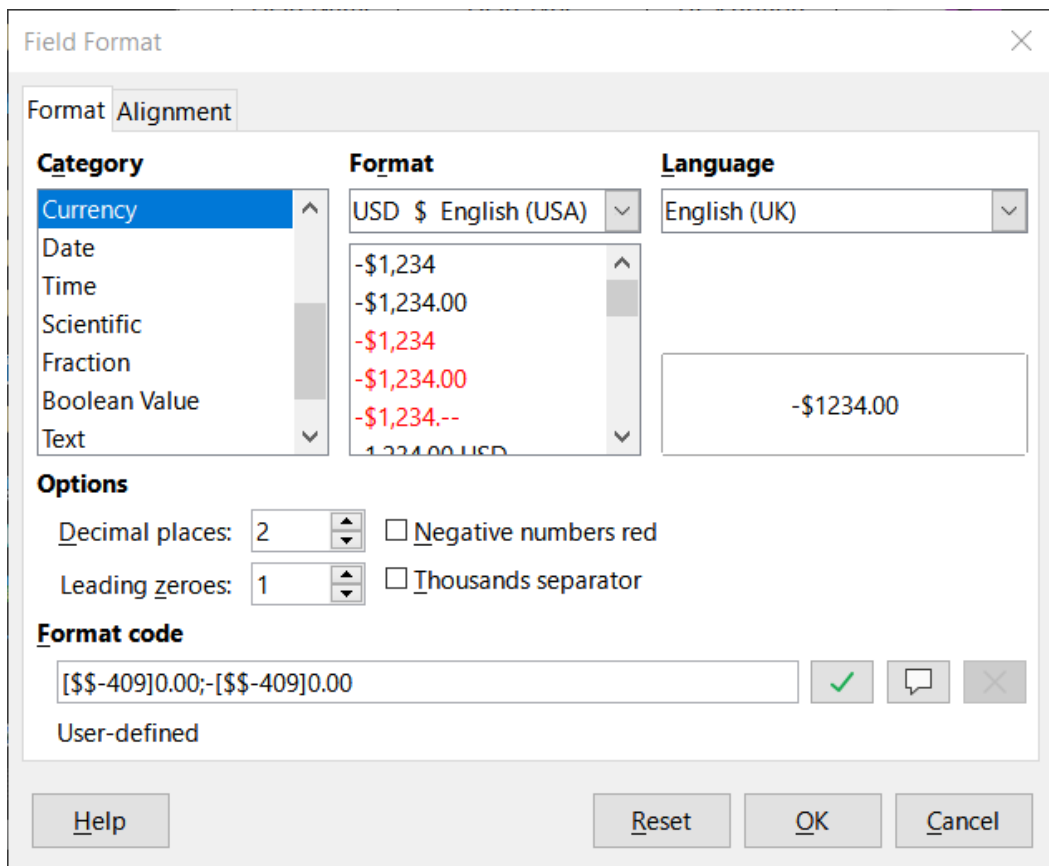 Field Format
Format Alignment
Category
Currency
Date
Time
Scientific
Fraction
Boolean Value
Text
Format
USD $ English (USA)
-$1,234
-$1,234.00
-$1,234
-$1,234.00
-$1,234.--
Language
English (UK)
-$1234.00
Options
Decimal places: 2
Negative numbers red
Leading zeroes: 1
Thousands separator
Format code
[$$-409]0.00;-[$$-409]0.00
User-defined
Help Reset OK Cancel